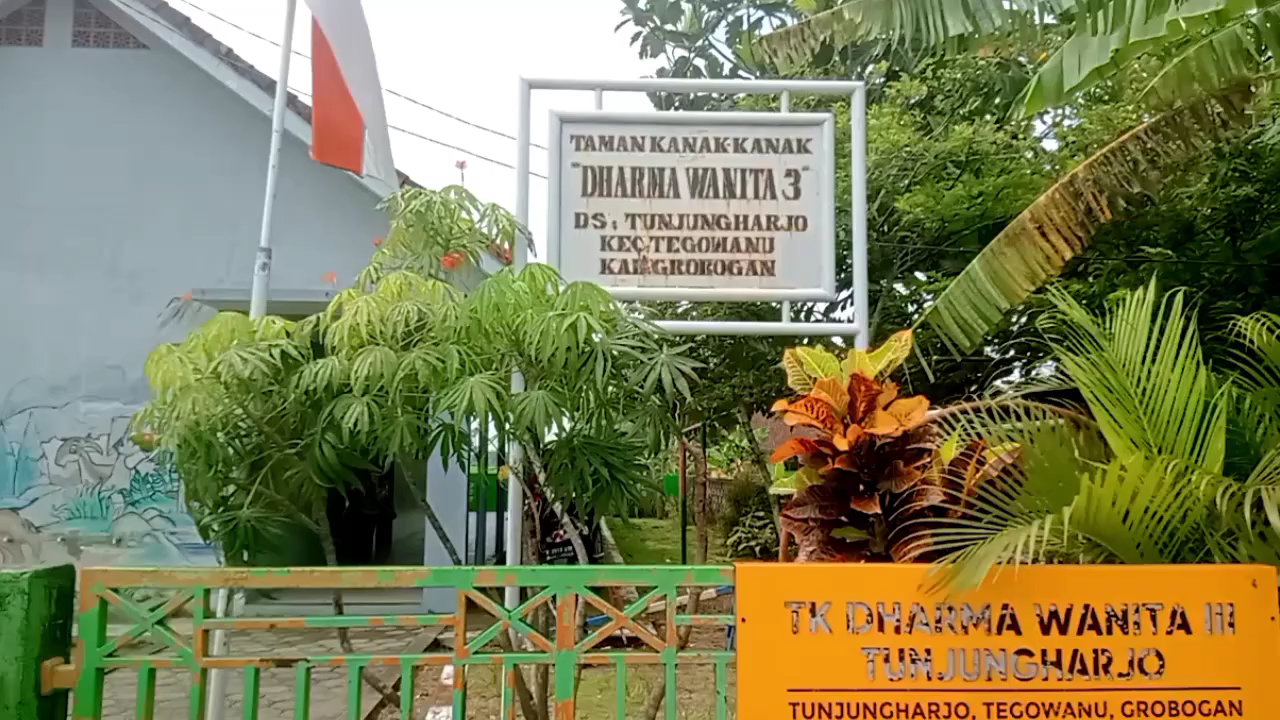 TAMAN KANAK-KANAK
"DHARMA WANITA 3"
DS. TUNJUNGHARJO
KEC. TEGOWANU
KAB. GROBOGAN
TK DHARMA WANITA III
TUNJUNGHARJO
TUNJUNGHARJO, TEGOWANU, GROBOGAN